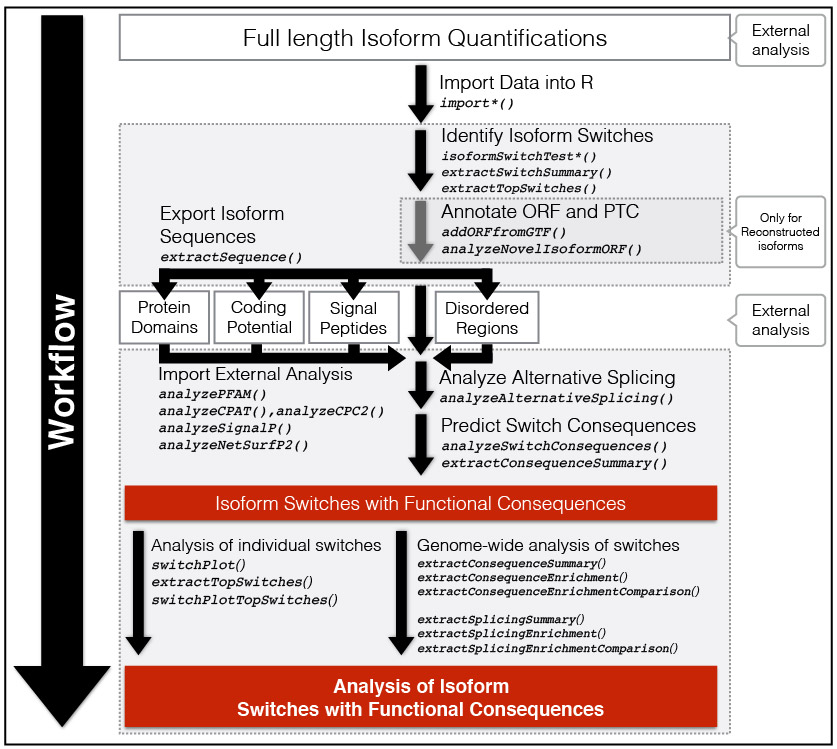 Workflow
Full length Isoform Quantifications
External
analysis
Import Data into R
import*()
Identify Isoform Switches
isoformSwitchTest*()
extractSwitchSummary()
extractTopSwitches()
Export Isoform
Sequences
extractSequence()
Annotate ORF and PTC
addORFfromGTF()
analyzeNovelIsoformORF()
Only for
Reconstructed
isoforms
Protein
Domains
Coding
Potential
Signal
Peptides
Disordered
Regions
External
analysis
Import External Analysis
analyzePFAM()
analyzeCPAT(),analyzeCPC2()
analyzeSignalP()
analyzeNetSurfP2()
Analyze Alternative Splicing
analyzeAlternativeSplicing()
Predict Switch Consequences
analyzeSwitchConsequences()
extractConsequenceSummary()
Isoform Switches with Functional Consequences
Analysis of individual switches
switchPlot()
extractTopSwitches()
switchPlotTopSwitches()
Genome-wide analysis of switches
extractConsequenceSummary()
extractConsequenceEnrichment()
extractConsequenceEnrichmentComparison()
extractSplicingSummary()
extractSplicingEnrichment()
extractSplicingEnrichmentComparison()
Analysis of Isoform
Switches with Functional Consequences